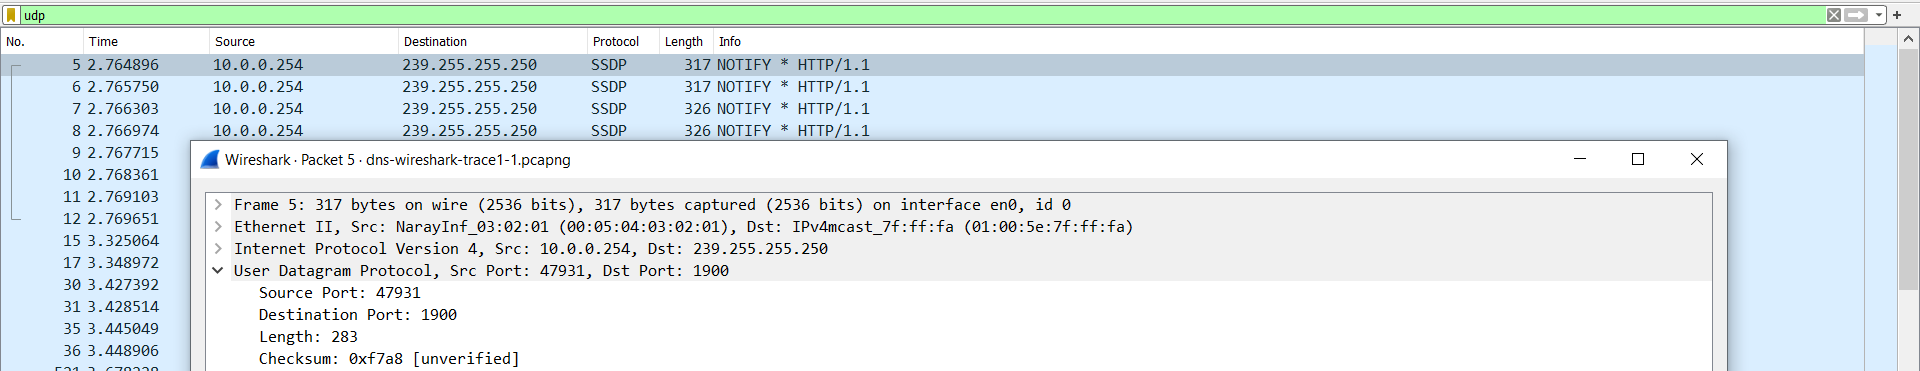 udp
No. Time Source Destination Protocol Length Info
5 2.764896 10.0.0.254 239.255.255.250 SSDP 317 NOTIFY * HTTP/1.1
6 2.765750 10.0.0.254 239.255.255.250 SSDP 317 NOTIFY * HTTP/1.1
7 2.766303 10.0.0.254 239.255.255.250 SSDP 326 NOTIFY * HTTP/1.1
8 2.766974 10.0.0.254 239.255.255.250 SSDP 326 NOTIFY * HTTP/1.1
9 2.767715
10 2.768361
11 2.769103
12 2.769651
15 3.325064
17 3.348972
30 3.427392
31 3.428514
35 3.445049
36 3.448906
Wireshark · Packet 5 · dns-wireshark-trace1-1.pcapng
Frame 5: 317 bytes on wire (2536 bits), 317 bytes captured (2536 bits) on interface en0, id 0
Ethernet II, Src: NarayInf_03:02:01 (00:05:04:03:02:01), Dst: IPv4mcast_7f:ff:fa (01:00:5e:7f:ff:fa)
Internet Protocol Version 4, Src: 10.0.0.254, Dst: 239.255.255.250
User Datagram Protocol, Src Port: 47931, Dst Port: 1900
Source Port: 47931
Destination Port: 1900
Length: 283
Checksum: 0xf7a8 [unverified]